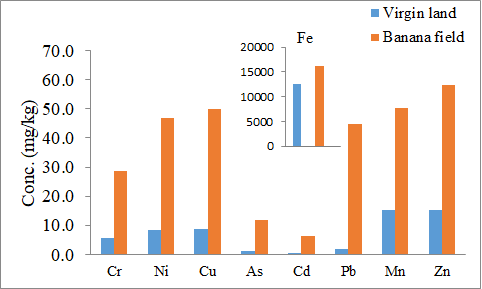 Virgin land
Banana field
Conc. (mg/kg)
70.0
60.0
50.0
40.0
30.0
20.0
10.0
0.0
Fe
20000
15000
10000
5000
0
Cr Ni Cu As Cd Pb Mn Zn